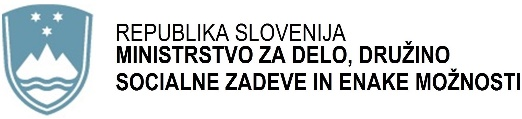 REPUBLIKA SLOVENIJA
MINISTRSTVO ZA DELO, DRUŽINO
SOCIALNE ZADEVE IN ENAKE MOŽNOSTI